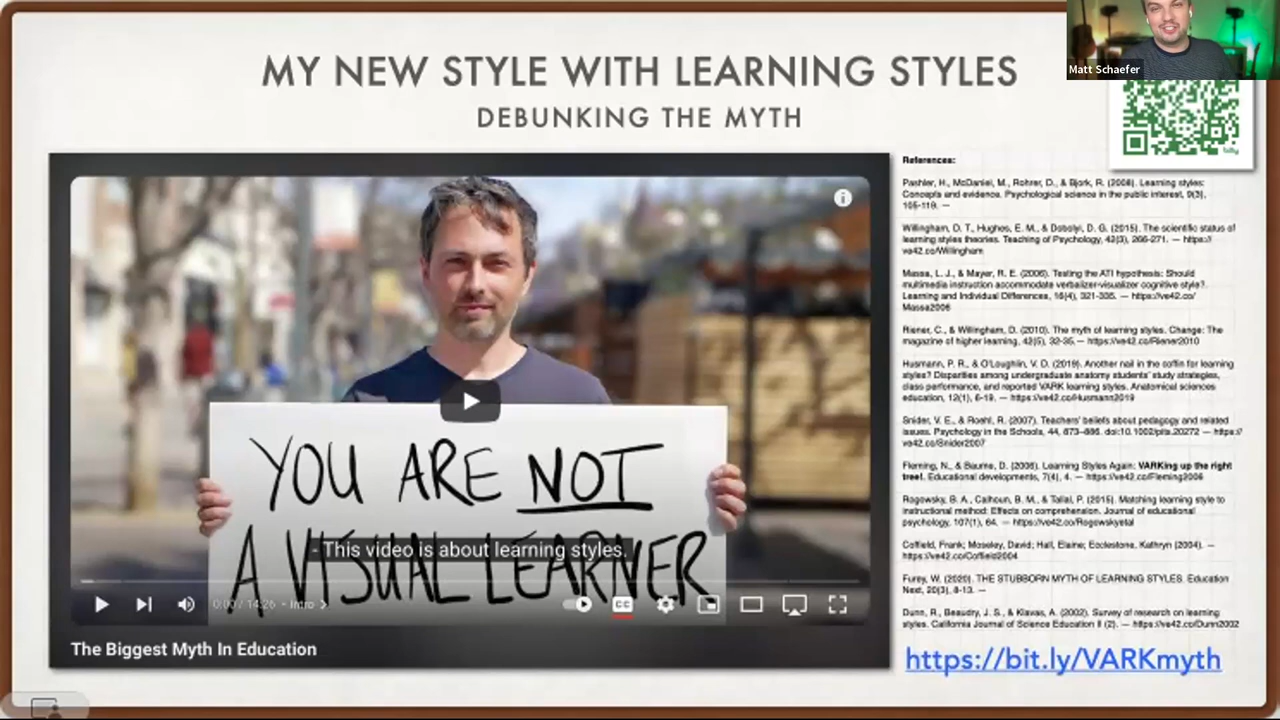 MY NEW STYLE WITH LEARNING STYLES
DEBUNKING THE MYTH
Matt Schaefer
YOU ARE NOT
A VISUAL LEARNER
- This video is about learning styles.
0:00 / 14:26 • Intro >
CC
The Biggest Myth In Education
References:
Pashler, H., McDaniel, M., Rohrer, D., & Bjork, R. (2008). Learning styles:
Concepts and evidence. Psychological science in the public interest, 9(3),
105-119. —
Willingham, D. T., Hughes, E. M., & Dobolyi, D. G. (2015). The scientific status of
learning styles theories. Teaching of Psychology, 42(3), 266-271. — https://
ve42.co/Willingham
Massa, L. J., & Mayer, R. E. (2006). Testing the ATI hypothesis: Should
multimedia instruction accommodate verbalizer-visualizer cognitive style?.
Learning and Individual Differences, 16(4), 321-335. — https://ve42.co/
Massa2006
Riener, C., & Willingham, D. (2010). The myth of learning styles. Change: The
magazine of higher learning, 42(5), 32-35. — https://ve42.co/Riener2010
Husmann, P. R., & O'Loughlin, V. D. (2019). Another nail in the coffin for learning
styles? Disparities among undergraduate anatomy students' study strategies,
class performance, and reported VARK learning styles. Anatomical sciences
education, 12(1), 6-19. — https://ve42.co/Husmann2019
Snider, V. E., & Roehl, R. (2007). Teachers' beliefs about pedagogy and related
issues. Psychology in the Schools, 44, 873–886. doi:10.1002/pits.20272 — https://
ve42.co/Snider2007
Fleming, N., & Baume, D. (2006). Learning Styles Again: VARKing up the right
tree!. Educational developments, 7(4), 4. — https://ve42.co/Fleming2006
Rogowsky, B. A., Calhoun, B. M., & Tallal, P. (2015). Matching learning style to
instructional method: Effects on comprehension. Journal of educational
psychology, 107(1), 64. — https://ve42.co/Rogowskyetal
Coffield, Frank; Moseley, David; Hall, Elaine; Ecclestone, Kathryn (2004). —
https://ve42.co/Coffield2004
Furey, W. (2020). THE STUBBORN MYTH OF LEARNING STYLES. Education
Next, 20(3), 8-13. —
Dunn, R., Beaudry, J. S., & Klavas, A. (2002). Survey of research on learning
styles. California Journal of Science Education II (2). — https://ve42.co/Dunn2002
https://bit.ly/VARKmyth